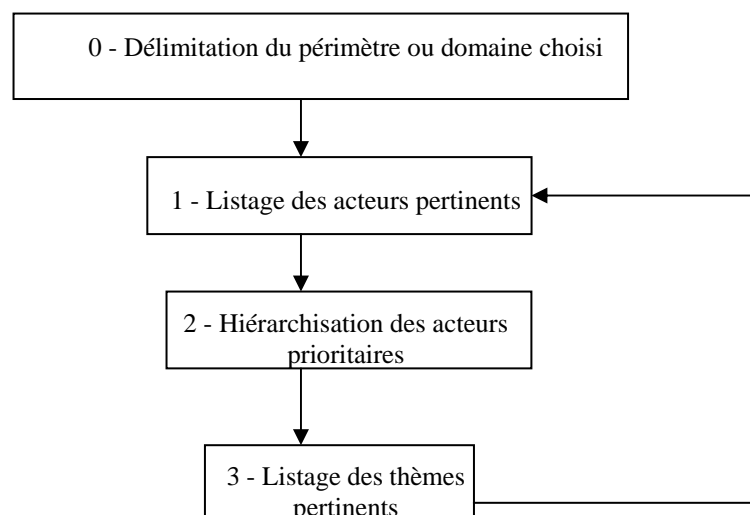 0 - Délimitation du périmètre ou domaine choisi
1 - Listage des acteurs pertinents
2 - Hiérarchisation des acteurs
prioritaires
3 - Listage des thèmes
pertinents